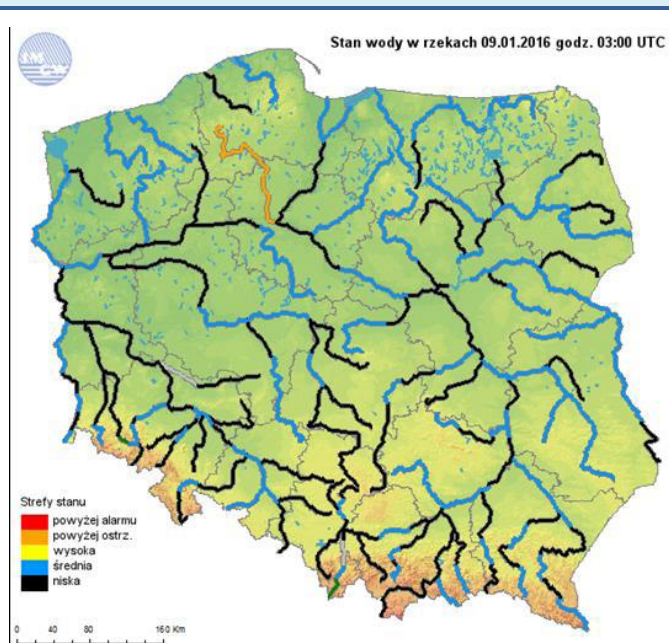 Stan wody w rzekach 09.01.2016 godz. 03:00 UTC
Strefy stanu
powyżej alarmu
powyżej ostrz.
wysoka
średnia
niska
0 40 80 160 Km